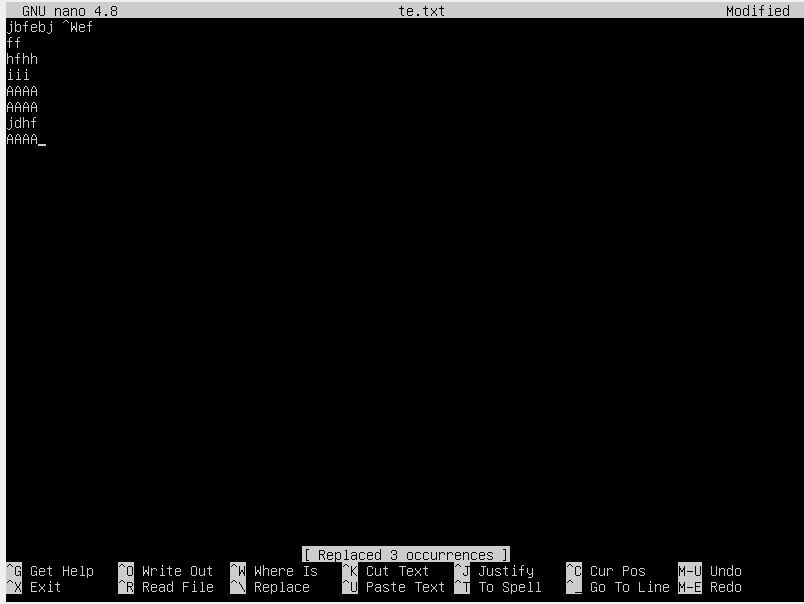 GNU nano 4.8 te.txt Modified
jbfebj ^Wef
ff
hfhh
iii
AAAA
AAAA
jdhf
AAAA_
[ Replaced 3 occurrences ]
^G Get Help ^O Write Out ^W Where Is ^K Cut Text ^J Justify ^C Cur Pos M-U Undo
^X Exit ^R Read File ^\ Replace ^U Paste Text ^T To Spell ^_ Go To Line M-E Redo